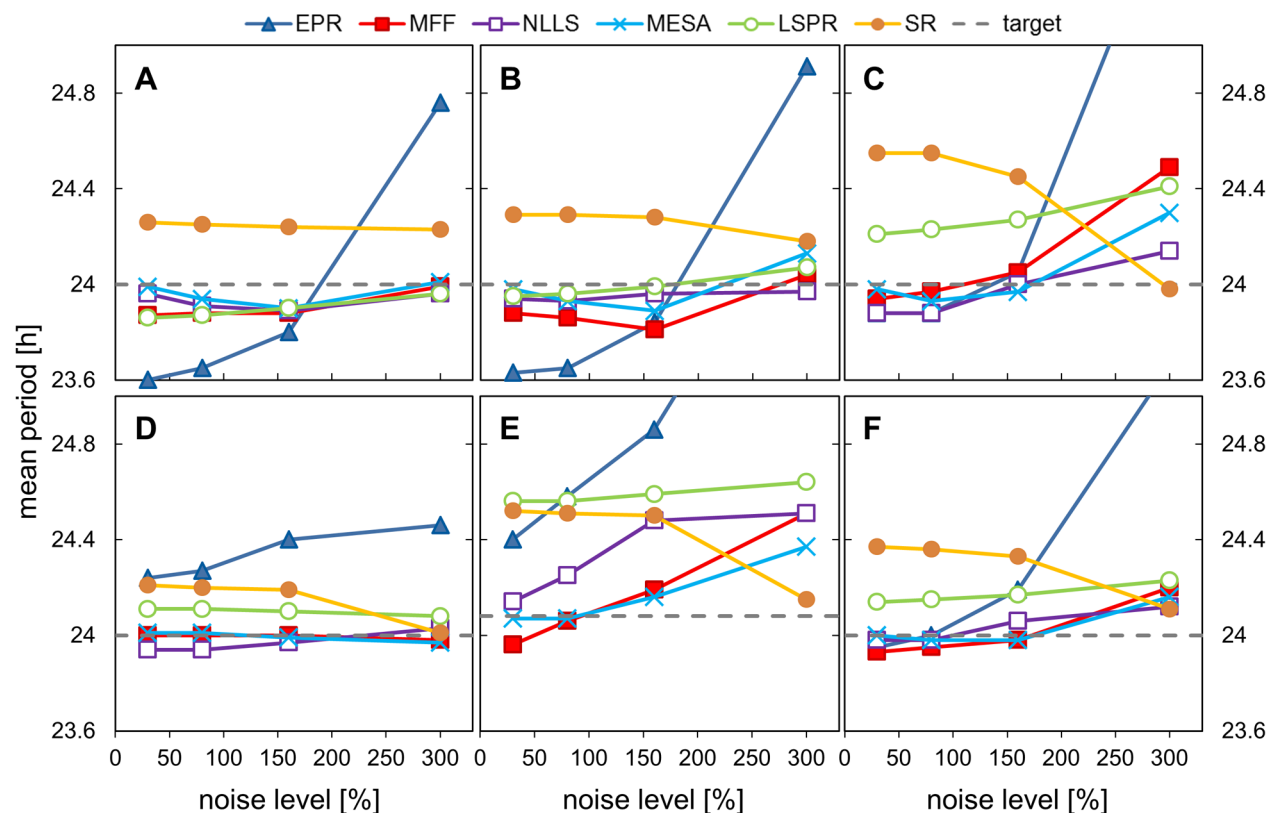 EPR MFF NLLS MESA LSPR SR target
A B C
24.8 24.8
24.4 24.4
24 24
23.6 23.6
mean period [h]
D E F
24.8 24.8
24.4 24.4
24 24
23.6 23.6
0 50 100 150 200 250 300 0 50 100 150 200 250 300 0 50 100 150 200 250 300
noise level [%] noise level [%] noise level [%]